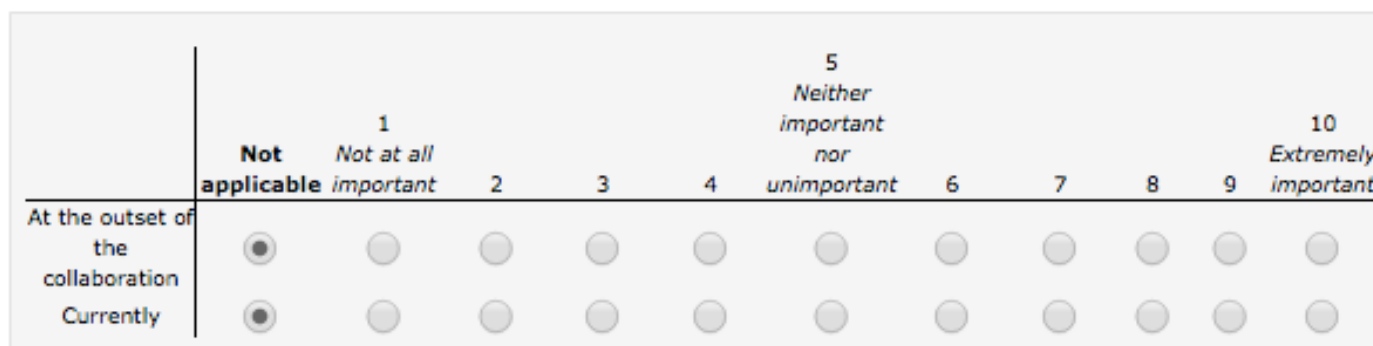 5
Neither
1 important 10
Not Not at all nor Extremely
applicable important 2 3 4 unimportant 6 7 8 9 important
At the outset of
the
collaboration
Currently